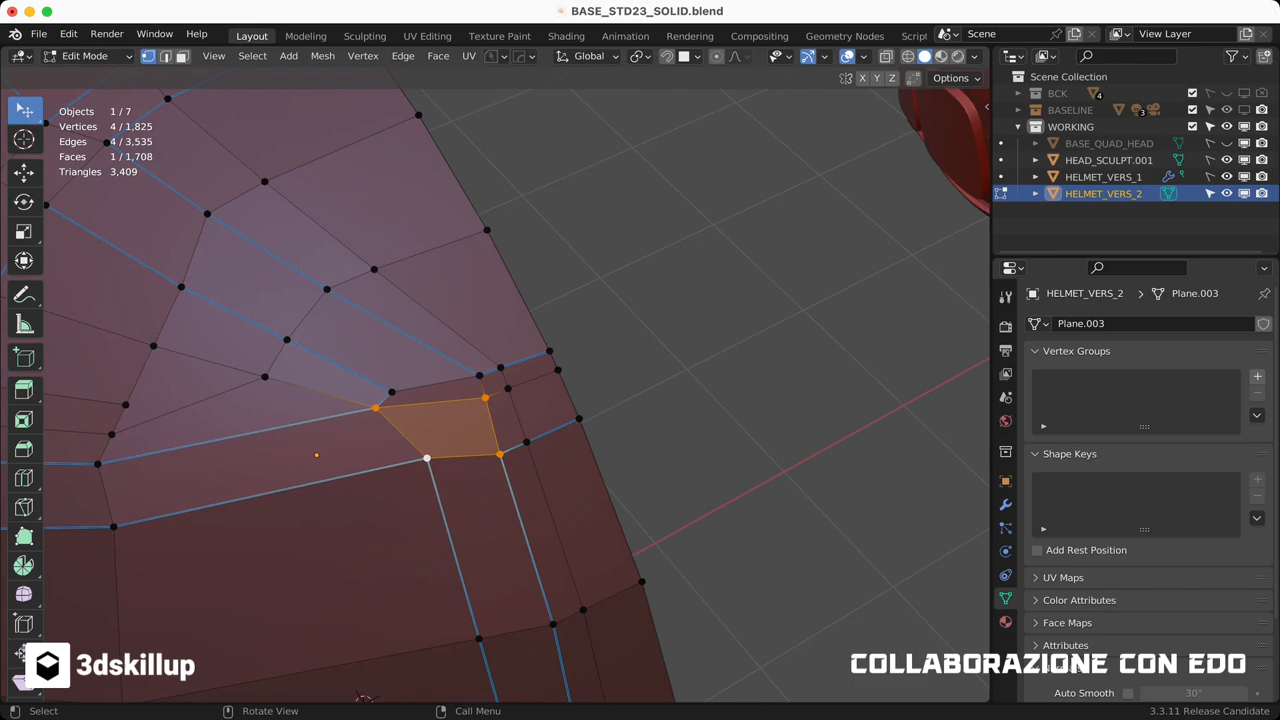 BASE_STD23_SOLID.blend
File Edit Render Window Help
Layout Modeling Sculpting UV Editing Texture Paint Shading Animation Rendering Compositing Geometry Nodes Script
Scene
View Layer
Edit Mode
View Select Add Mesh Vertex Edge Face UV
Global
X Y Z
Options
Objects 1 / 7
Vertices 4 / 1,825
Edges 4 / 3,535
Faces 1 / 1,708
Triangles 3,409
Scene Collection
BCK 4
BASELINE 3
WORKING
BASE_QUAD_HEAD
HEAD_SCULPT.001
HELMET_VERS_1
HELMET_VERS_2
HELMET_VERS_2 Plane.003
Plane.003
Vertex Groups
Shape Keys
Add Rest Position
UV Maps
Color Attributes
Face Maps
Attributes
Auto Smooth 30°
3dskillup
COLLABORAZIONE CON EDO
Select
Rotate View
Call Menu
3.3.11 Release Candidate